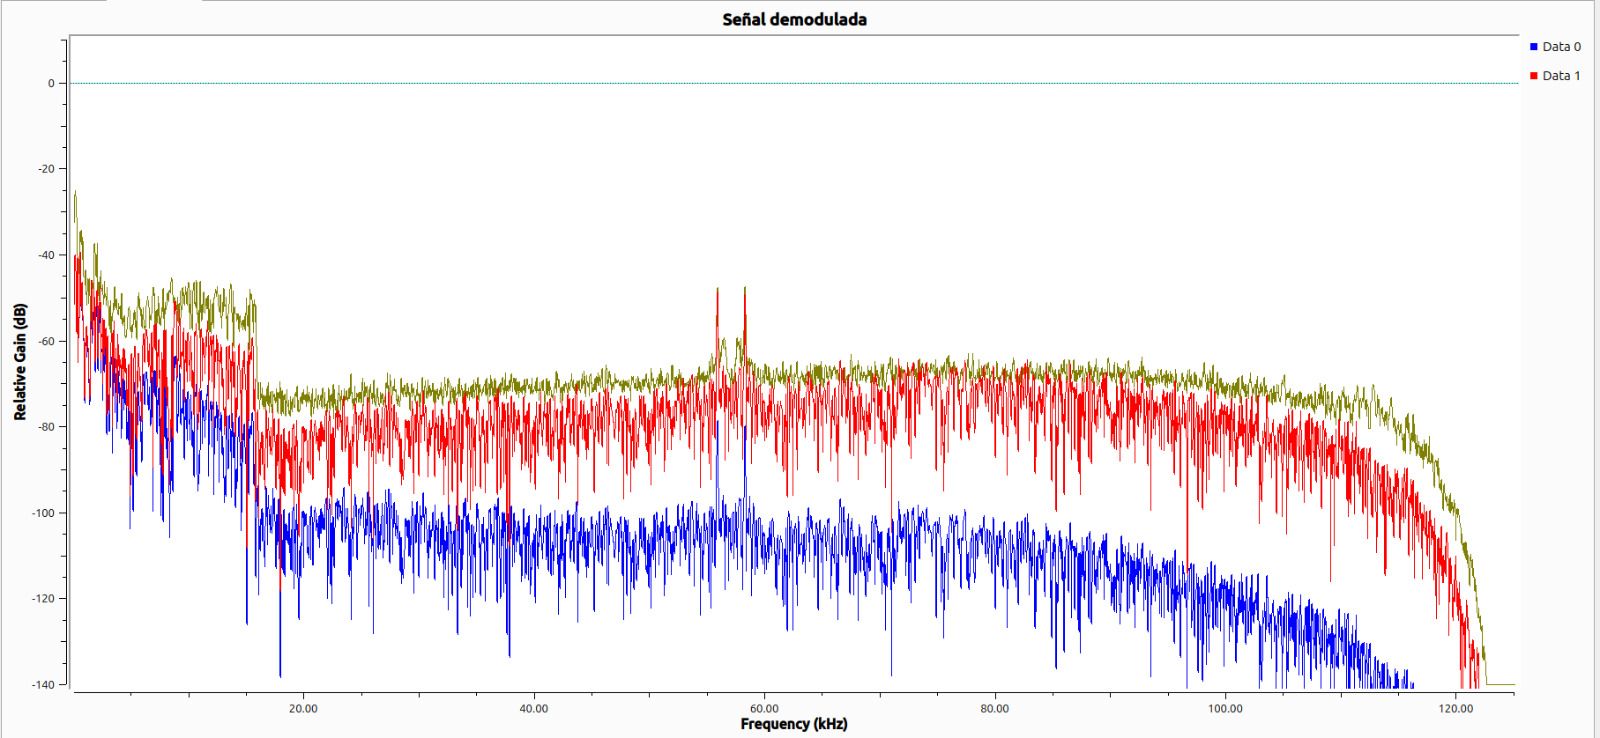 Señal demodulada
Data 0
Data 1
Relative Gain (dB)
0
-20
-40
-60
-80
-100
-120
-140
20.00
40.00
60.00
80.00
100.00
120.00
Frequency (kHz)